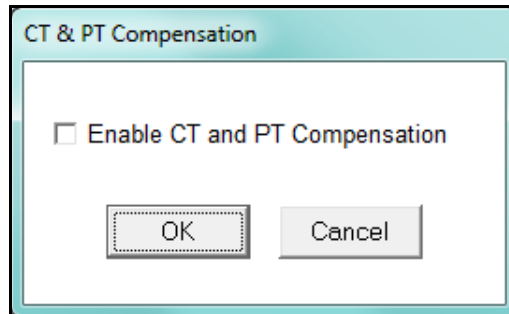 CT & PT Compensation
Enable CT and PT Compensation
OK
Cancel